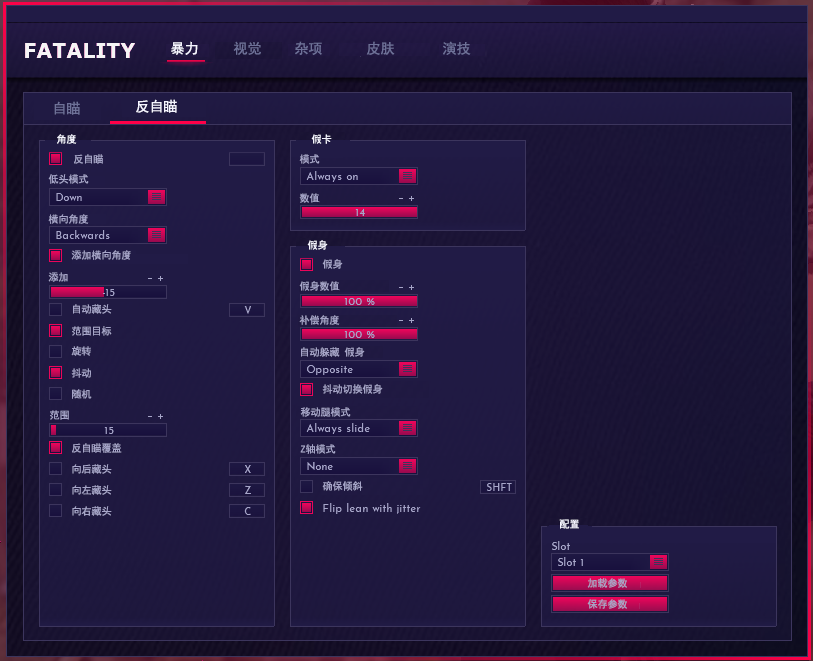 FATALITY 暴力 视觉 杂项 皮肤 演技
自瞄 反自瞄
角度
反自瞄
低头模式
Down
横向角度
Backwards
添加横向角度
添加 - +
-15
自动藏头 V
范围目标
旋转
抖动
随机
范围 - +
15
反自瞄覆盖
向后藏头 X
向左藏头 Z
向右藏头 C
假卡
模式
Always on
数值 - +
14
假身
假身
假身数值 - +
100 %
补偿角度 - +
100 %
自动躲藏 假身
Opposite
抖动切换假身
移动腿模式
Always slide
Z轴模式
None
确保倾斜 SHFT
Flip lean with jitter
配置
Slot
Slot 1
加载参数
保存参数